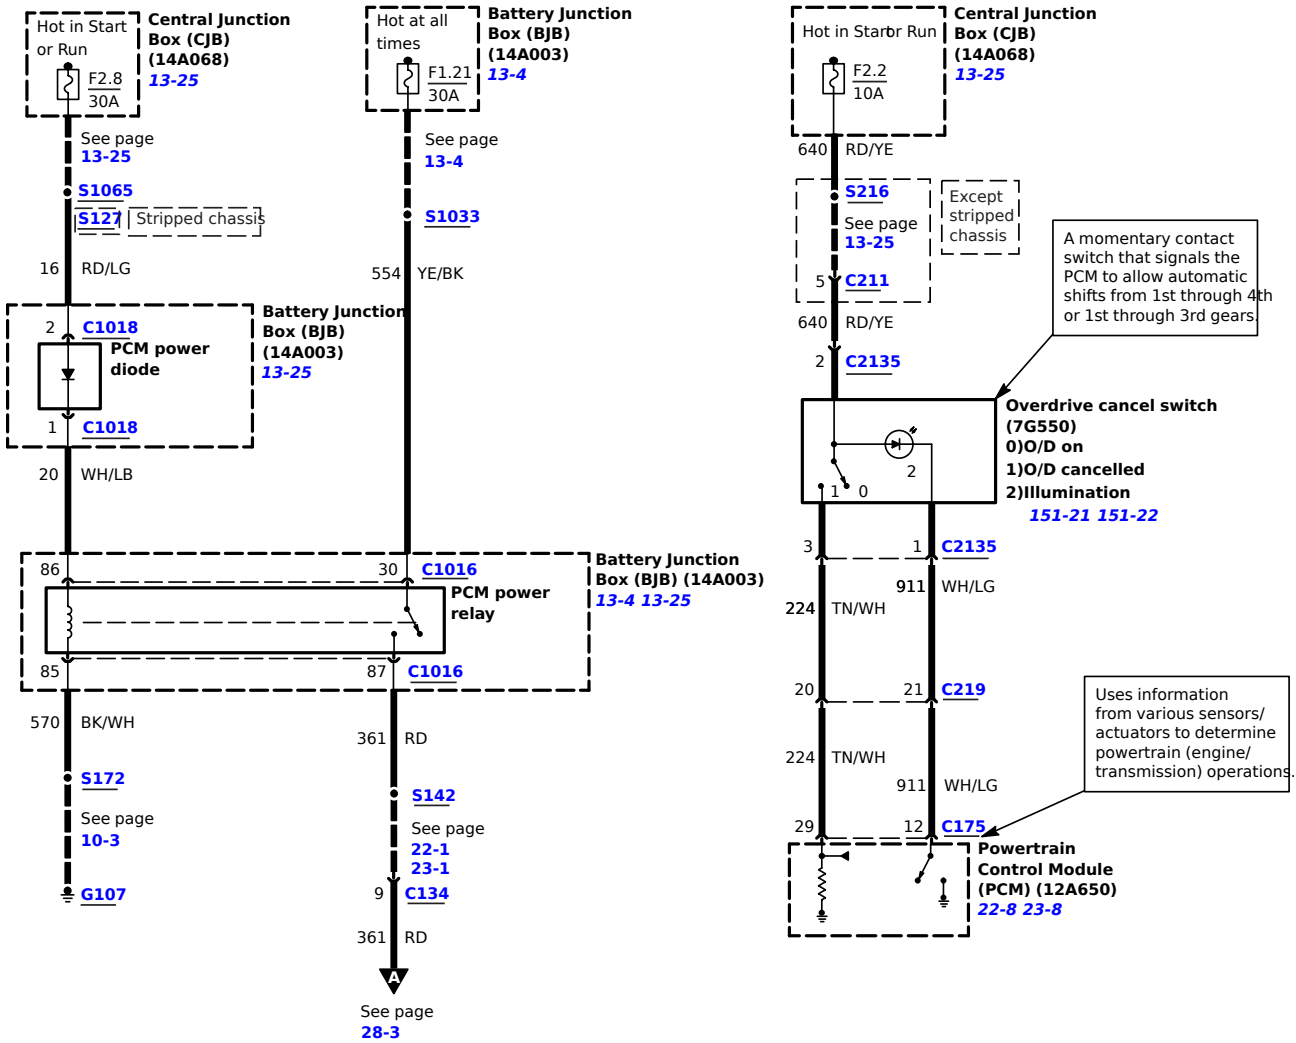 Hot in Start
or Run
F2.8
30A
Central Junction
Box (CJB)
(14A068)
13-25
See page
13-25
S1065
S127
Stripped chassis
16
RD/LG
Battery Junction
Box (BJB)
(14A003)
13-25
2
C1018
PCM power
diode
1
C1018
20
WH/LB
Hot at all
times
F1.21
30A
Battery Junction
Box (BJB)
(14A003)
13-4
See page
13-4
S1033
554
YE/BK
86
30
C1016
Battery Junction
Box (BJB) (14A003)
13-4 13-25
PCM power
relay
85
87
C1016
570
BK/WH
S172
See page
10-3
G107
361
RD
S142
See page
22-1
23-1
9
C134
361
RD
A
See page
28-3
Hot in Start or Run
F2.2
10A
Central Junction
Box (CJB)
(14A068)
13-25
640
RD/YE
S216
See page
13-25
Except
stripped
chassis
5
C211
640
RD/YE
2
C2135
A momentary contact
switch that signals the
PCM to allow automatic
shifts from 1st through 4th
or 1st through 3rd gears.
Overdrive cancel switch
(7G550)
0)O/D on
1)O/D cancelled
2)Illumination
151-21 151-22
2
1
0
3
1
C2135
911
WH/LG
224
TN/WH
20
21
C219
224
TN/WH
911
WH/LG
29
12
C175
Uses information
from various sensors/
actuators to determine
powertrain (engine/
transmission) operations.
Powertrain
Control Module
(PCM) (12A650)
22-8 23-8